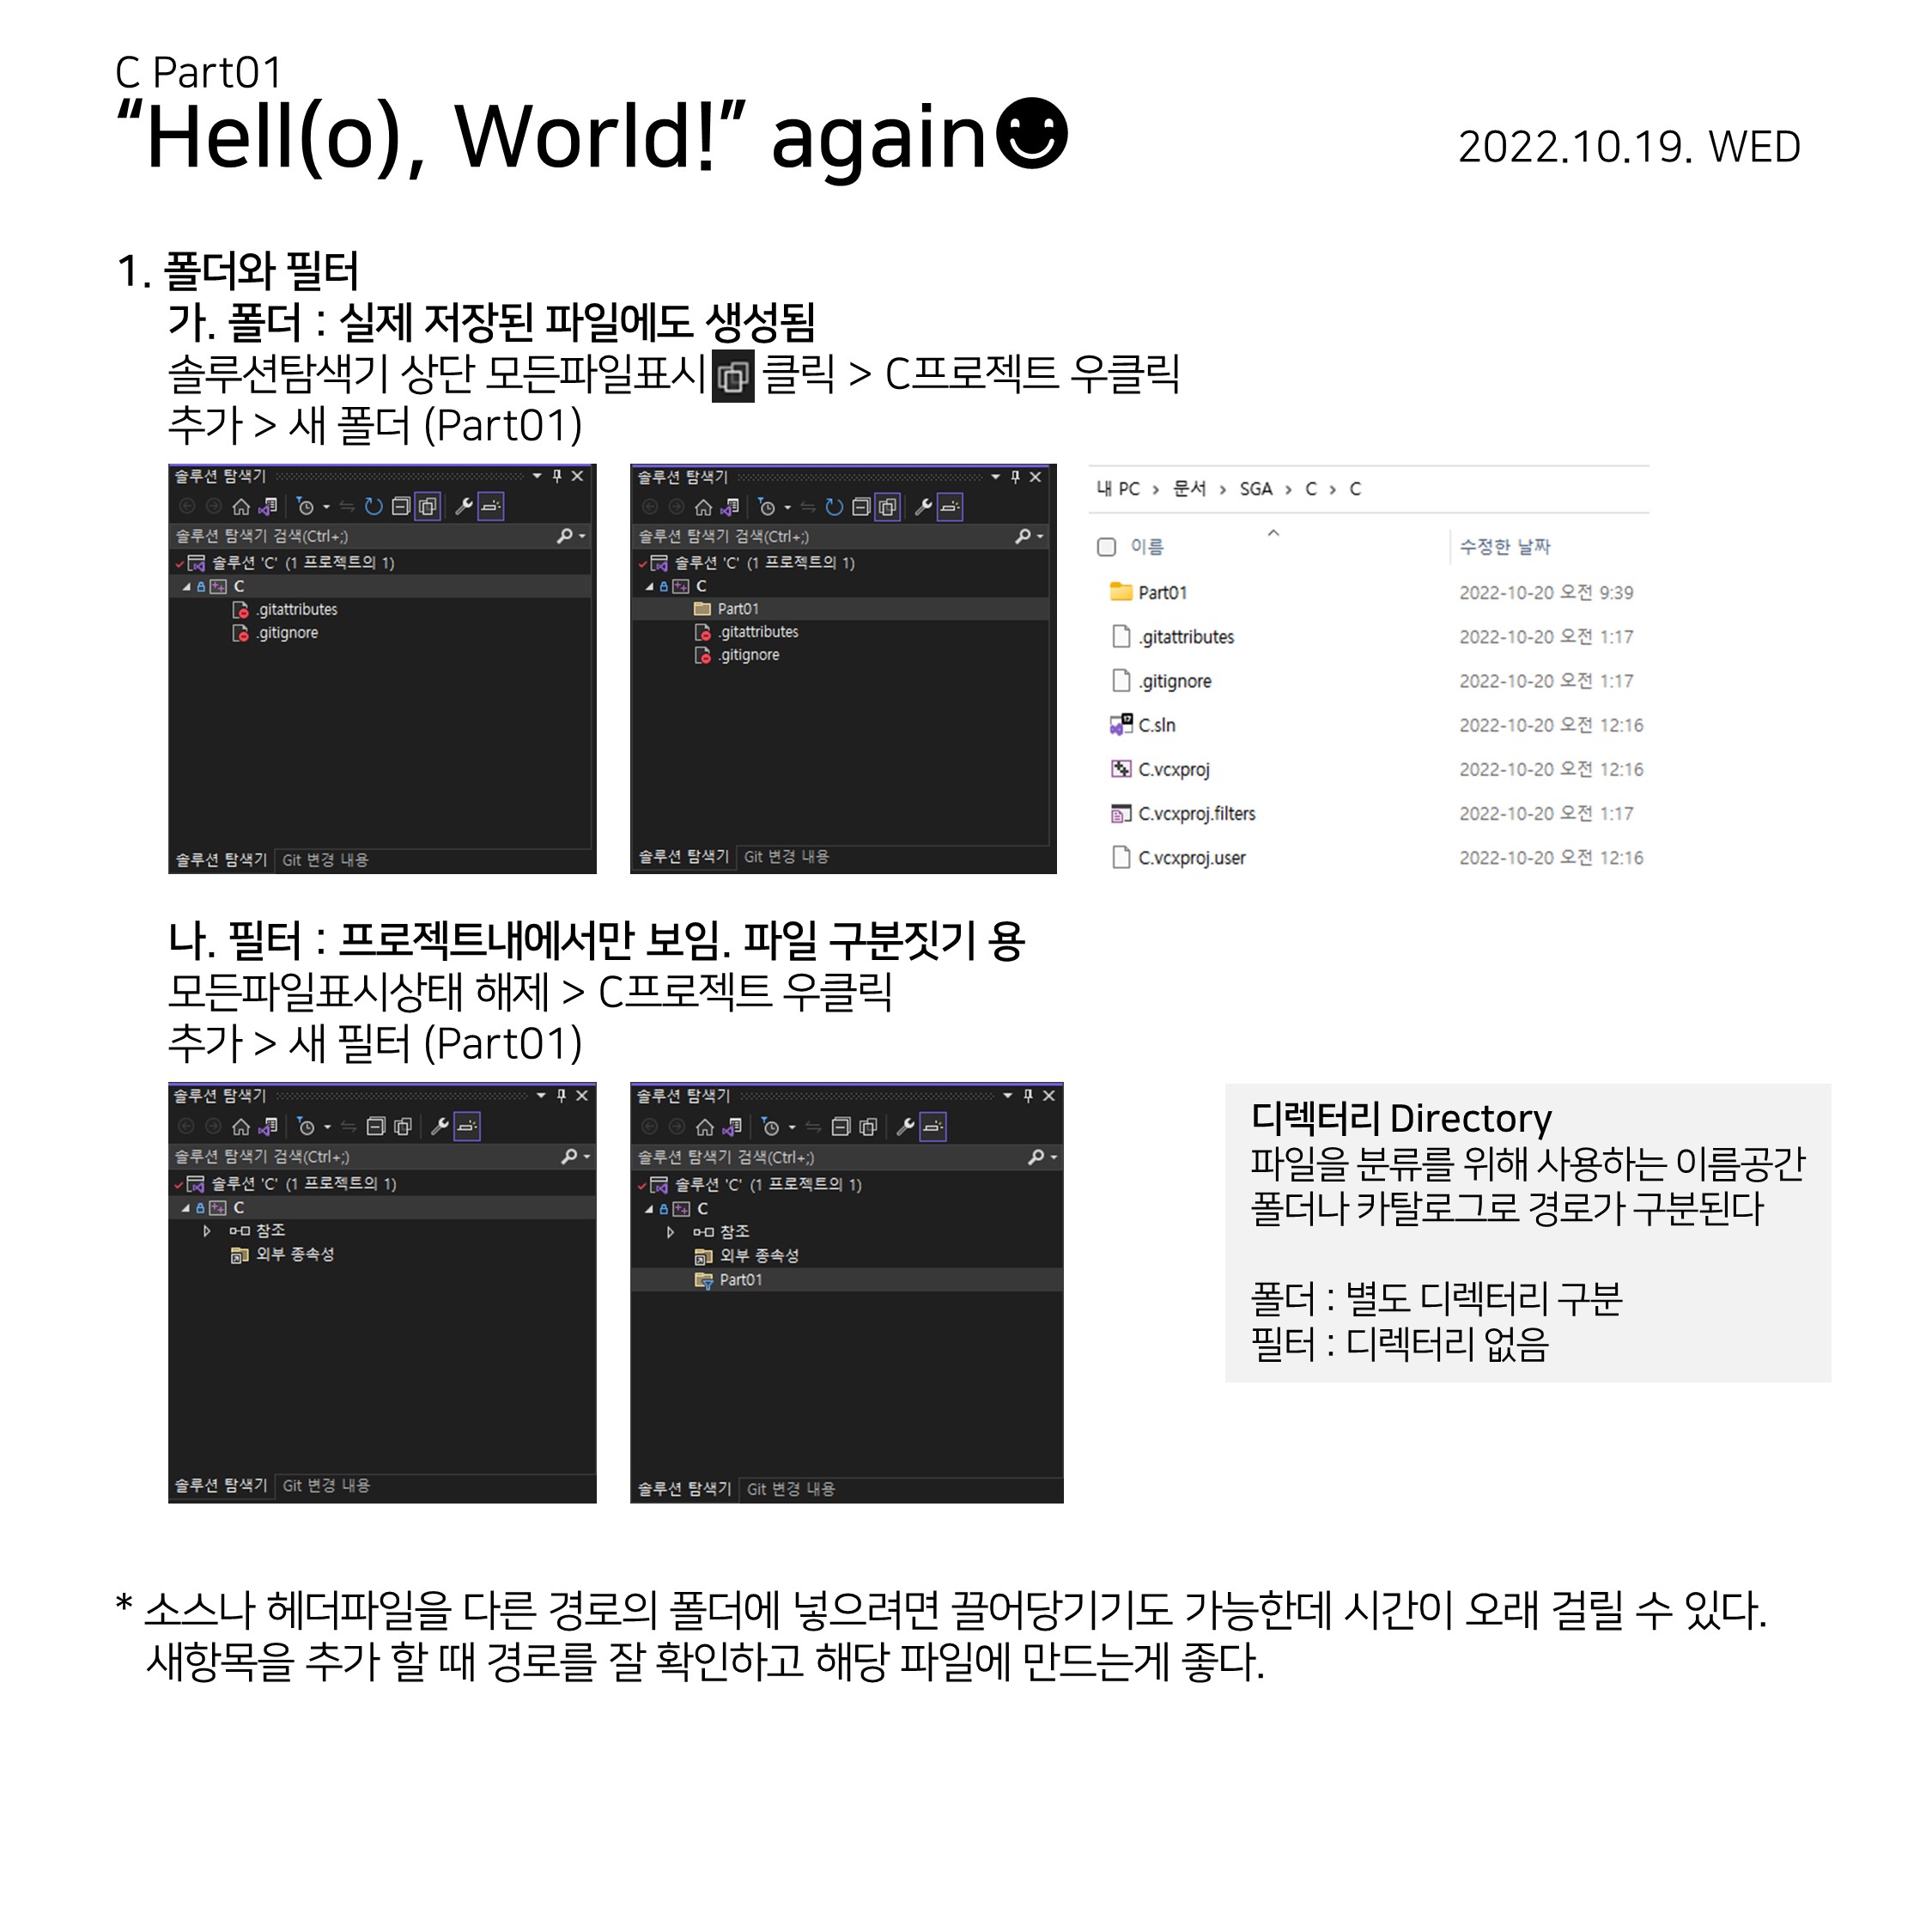 C Part01
“Hell(o), World!” again
2022.10.19. WED
1. 폴더와 필터
가. 폴더 : 실제 저장된 파일에도 생성됨
솔루션탐색기 상단 모든파일표시 클릭 > C프로젝트 우클릭
추가 > 새 폴더 (Part01)
솔루션 탐색기
솔루션 탐색기 검색(Ctrl+;)
솔루션 'C' (1 프로젝트의 1)
C
.gitattributes
.gitignore
솔루션 탐색기 Git 변경 내용
솔루션 탐색기
솔루션 탐색기 검색(Ctrl+;)
솔루션 'C' (1 프로젝트의 1)
C
Part01
.gitattributes
.gitignore
솔루션 탐색기 Git 변경 내용
내 PC > 문서 > SGA > C > C
이름 수정한 날짜
Part01 2022-10-20 오전 9:39
.gitattributes 2022-10-20 오전 1:17
.gitignore 2022-10-20 오전 1:17
C.sln 2022-10-20 오전 12:16
C.vcxproj 2022-10-20 오전 12:16
C.vcxproj.filters 2022-10-20 오전 1:17
C.vcxproj.user 2022-10-20 오전 12:16
나. 필터 : 프로젝트내에서만 보임. 파일 구분짓기 용
모든파일표시상태 해제 > C프로젝트 우클릭
추가 > 새 필터 (Part01)
솔루션 탐색기
솔루션 탐색기 검색(Ctrl+;)
솔루션 'C' (1 프로젝트의 1)
C
참조
외부 종속성
솔루션 탐색기 Git 변경 내용
솔루션 탐색기
솔루션 탐색기 검색(Ctrl+;)
솔루션 'C' (1 프로젝트의 1)
C
참조
외부 종속성
Part01
솔루션 탐색기 Git 변경 내용
디렉터리 Directory
파일을 분류를 위해 사용하는 이름공간
폴더나 카탈로그로 경로가 구분된다
폴더 : 별도 디렉터리 구분
필터 : 디렉터리 없음
* 소스나 헤더파일을 다른 경로의 폴더에 넣으려면 끌어당기기도 가능한데 시간이 오래 걸릴 수 있다.
새항목을 추가 할 때 경로를 잘 확인하고 해당 파일에 만드는게 좋다.